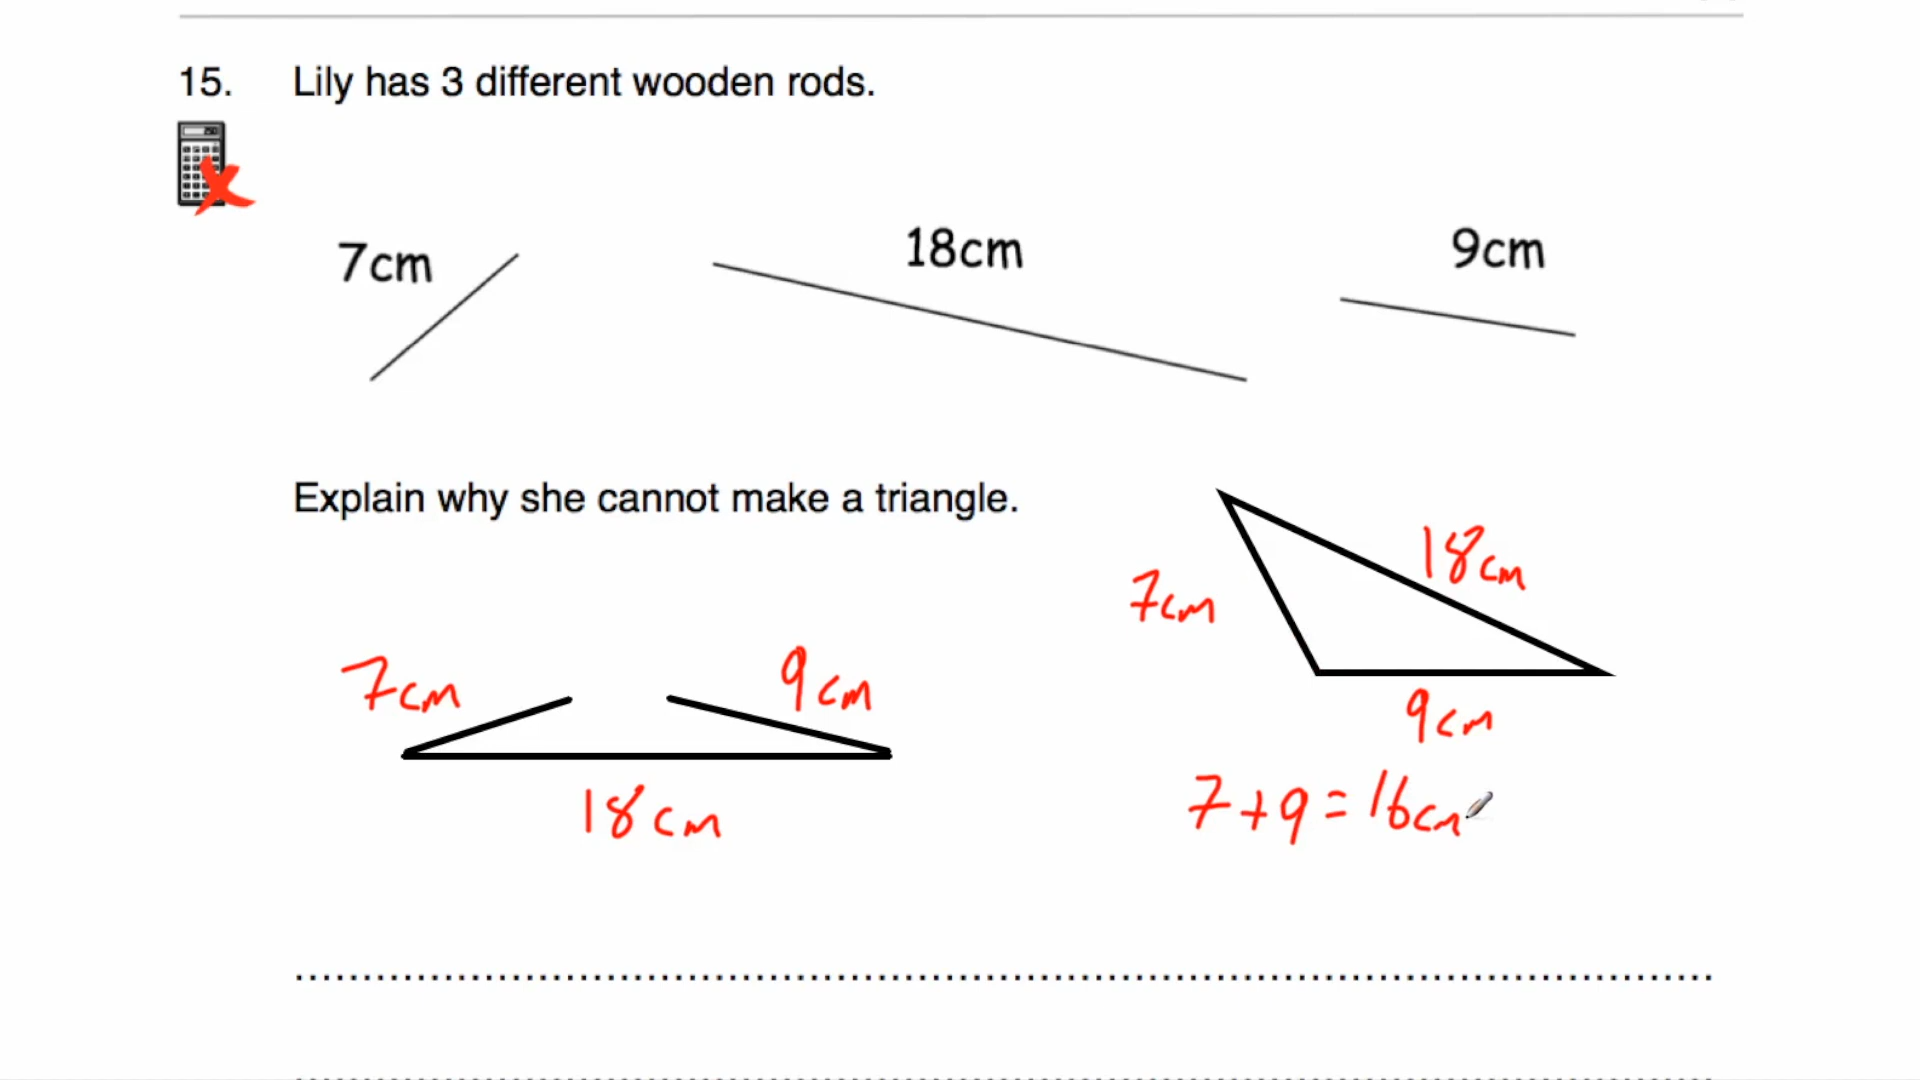 15. Lily has 3 different wooden rods.
7cm
18cm
9cm
Explain why she cannot make a triangle.
18cm
7cm
9cm
7cm
9cm
18cm
7+9=16cm